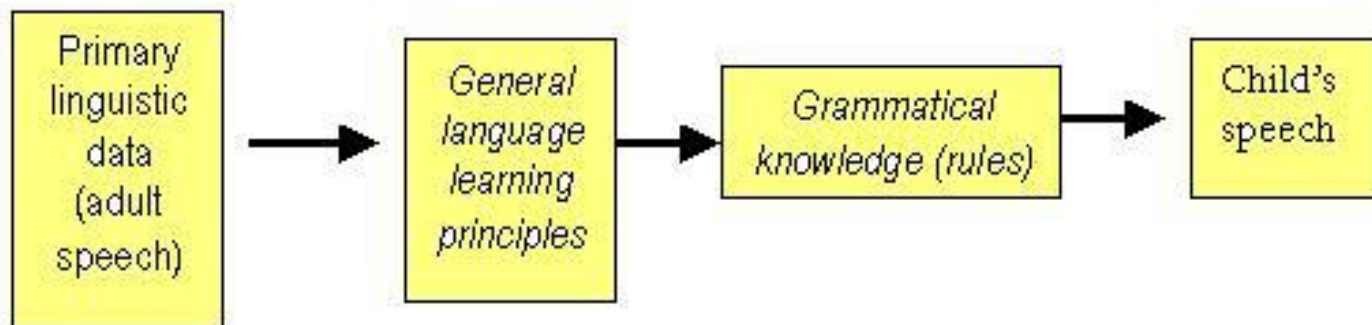 Primary
linguistic
data
(adult
speech)
General
language
learning
principles
Grammatical
knowledge (rules)
Child's
speech